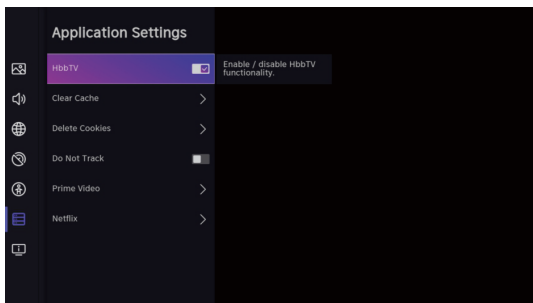 Application Settings
HbbTV
Enable / disable HbbTV
functionality.
Clear Cache
Delete Cookies
Do Not Track
Prime Video
Netflix